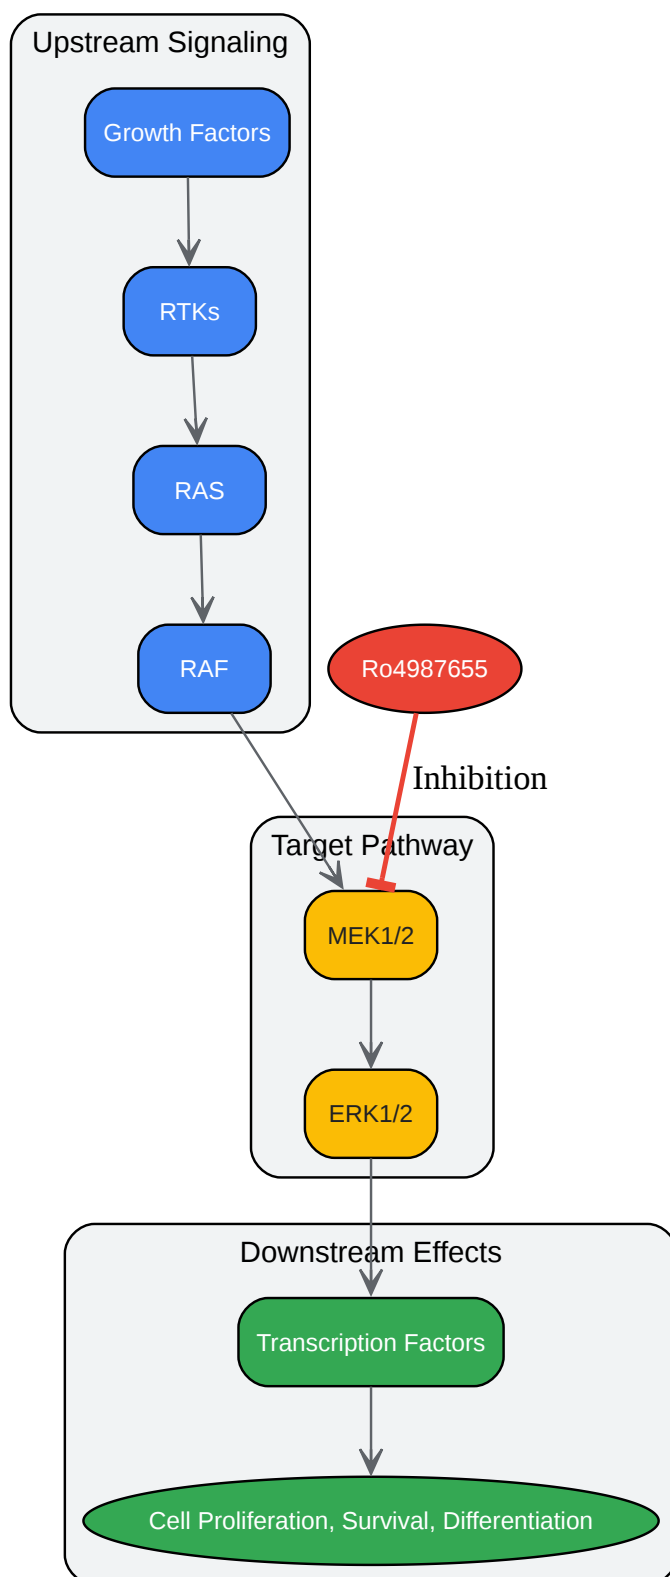 Upstream Signaling
Growth Factors
RTKs
RAS
RAF
Ro4987655
Inhibition
Target Pathway
MEK1/2
ERK1/2
Downstream Effects
Transcription Factors
Cell Proliferation, Survival, Differentiation